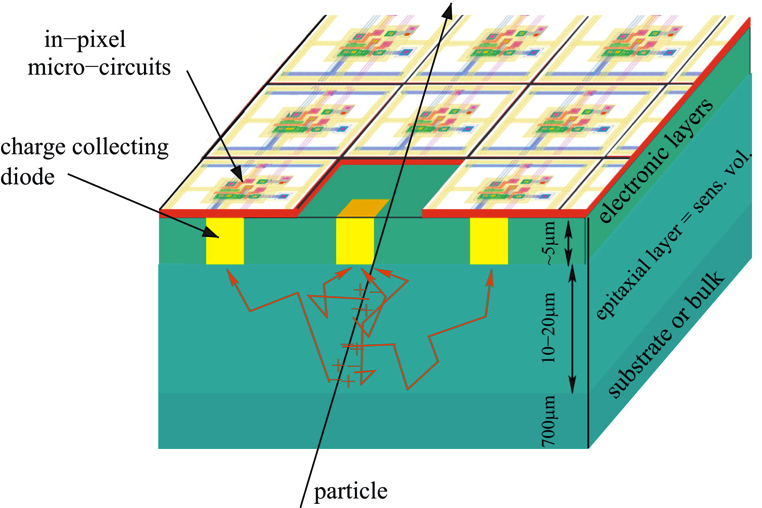 in−pixel
micro−circuits
charge collecting
diode
electronic layers
~5µm
epitaxial layer = sens. vol.
10−20µm
substrate or bulk
700µm
particle